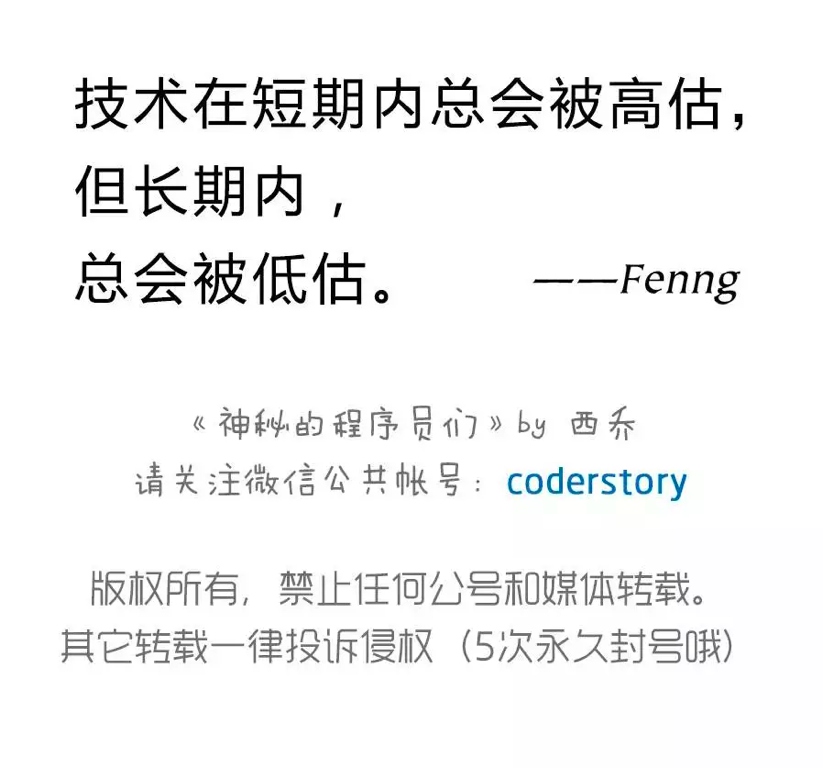 技术在短期内总会被高估，
但长期内，
总会被低估。 ——Fenng
《神秘的程序员们》by 西乔
请关注微信公共帐号：coderstory
版权所有，禁止任何公号和媒体转载。
其它转载一律投诉侵权（5次永久封号哦）